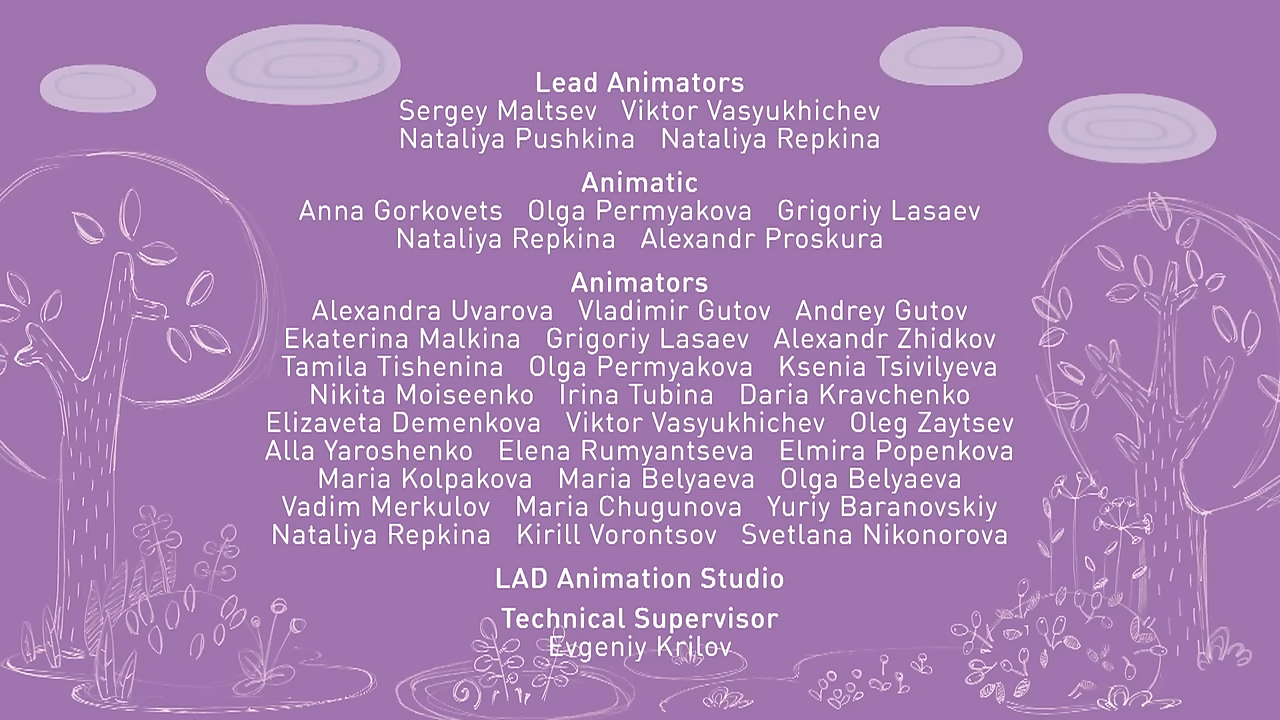 Lead Animators
Sergey Maltsev Viktor Vasyukhichev
Nataliya Pushkina Nataliya Repkina
Animatic
Anna Gorkovets Olga Permyakova Grigoriy Lasaev
Nataliya Repkina Alexandr Proskura
Animators
Alexandra Uvarova Vladimir Gutov Andrey Gutov
Ekaterina Malkina Grigoriy Lasaev Alexandr Zhidkov
Tamila Tishenina Olga Permyakova Ksenia Tsivilyeva
Nikita Moiseenko Irina Tubina Daria Kravchenko
Elizaveta Demenkova Viktor Vasyukhichev Oleg Zaytsev
Alla Yaroshenko Elena Rumyantseva Elmira Popenkova
Maria Kolpakova Maria Belyaeva Olga Belyaeva
Vadim Merkulov Maria Chugunova Yuriy Baranovskiy
Nataliya Repkina Kirill Vorontsov Svetlana Nikonorova
LAD Animation Studio
Technical Supervisor
Evgeniy Krilov